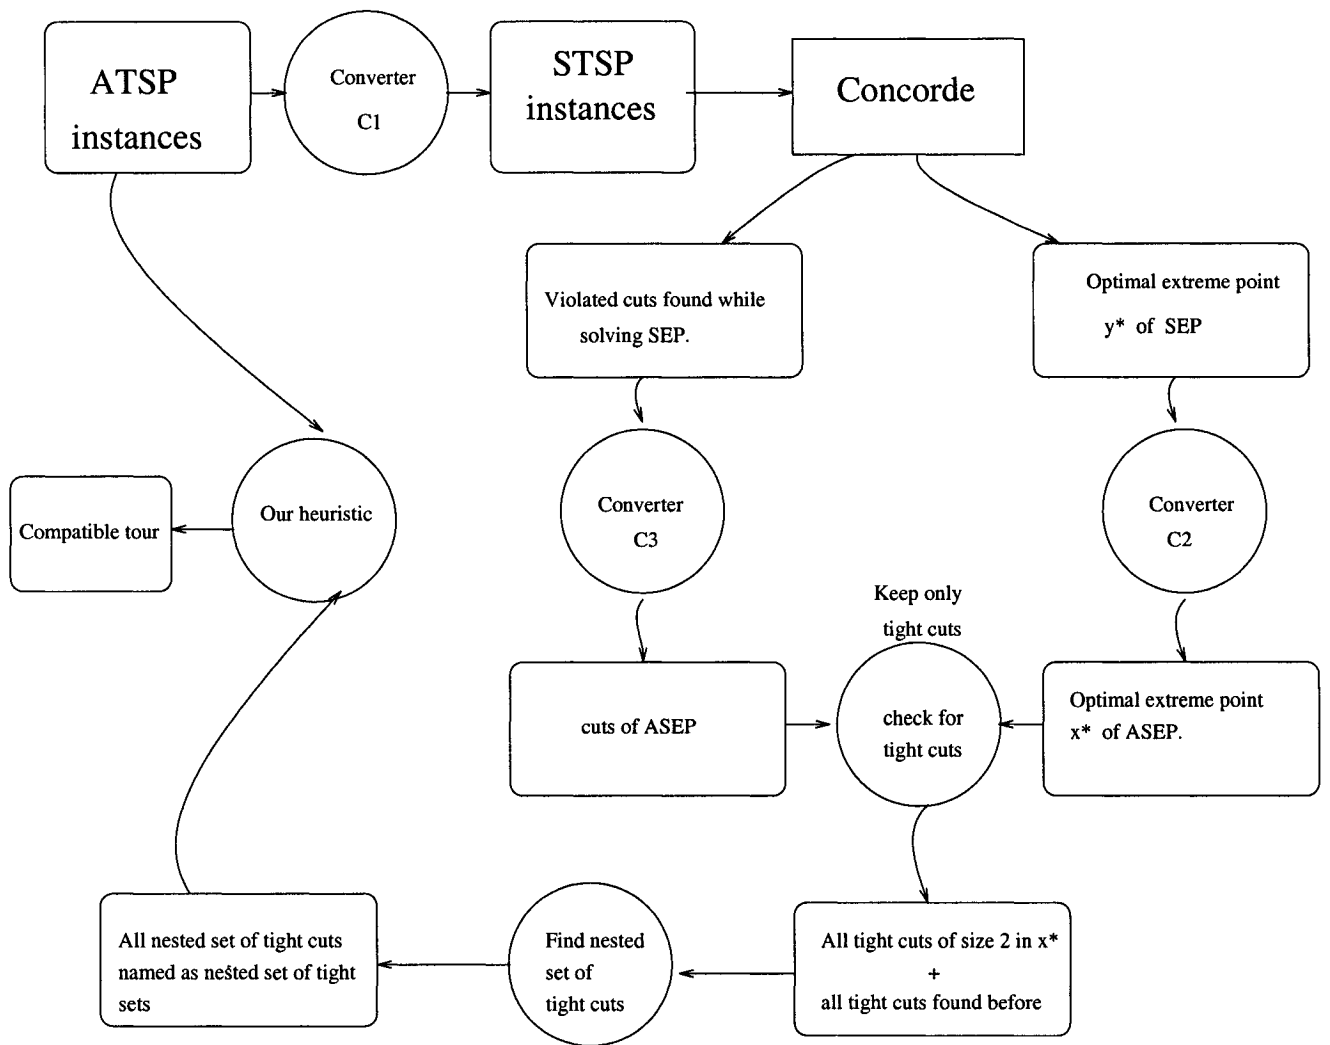 ATSP
instances
Converter
C1
STSP
instances
Concorde
Violated cuts found while
solving SEP.
Optimal extreme point
y* of SEP
Converter
C3
Converter
C2
Our heuristic
Compatible tour
Keep only
tight cuts
cuts of ASEP
check for
tight cuts
Optimal extreme point
x* of ASEP.
All nested set of tight cuts
named as nested set of tight
sets
Find nested
set of
tight cuts
All tight cuts of size 2 in x*
+
all tight cuts found before